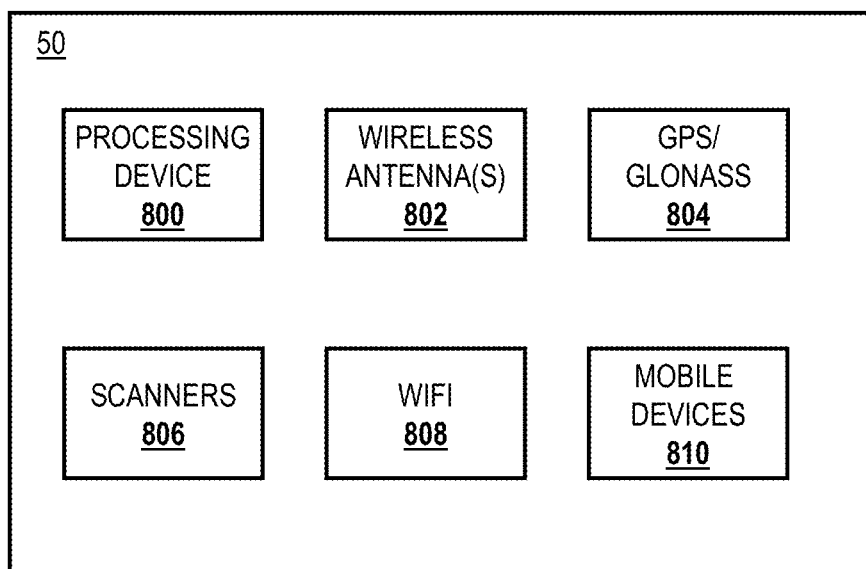 50
PROCESSING
DEVICE
800
WIRELESS
ANTENNA(S)
802
GPS/
GLONASS
804
SCANNERS
806
WIFI
808
MOBILE
DEVICES
810